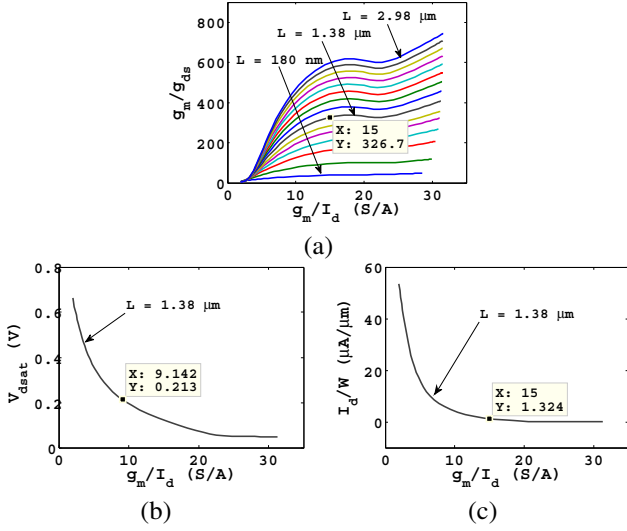 800
600
400
200
0
g_m/g_ds
L = 2.98 μm
L = 1.38 μm
L = 180 nm
X: 15
Y: 326.7
0 10 20 30
g_m/I_d (S/A)
(a)
0.8
0.6
0.4
0.2
0
V_dsat (V)
L = 1.38 μm
X: 9.142
Y: 0.213
0 10 20 30
g_m/I_d (S/A)
(b)
60
40
20
0
I_d/W (μA/μm)
L = 1.38 μm
X: 15
Y: 1.324
0 10 20 30
g_m/I_d (S/A)
(c)